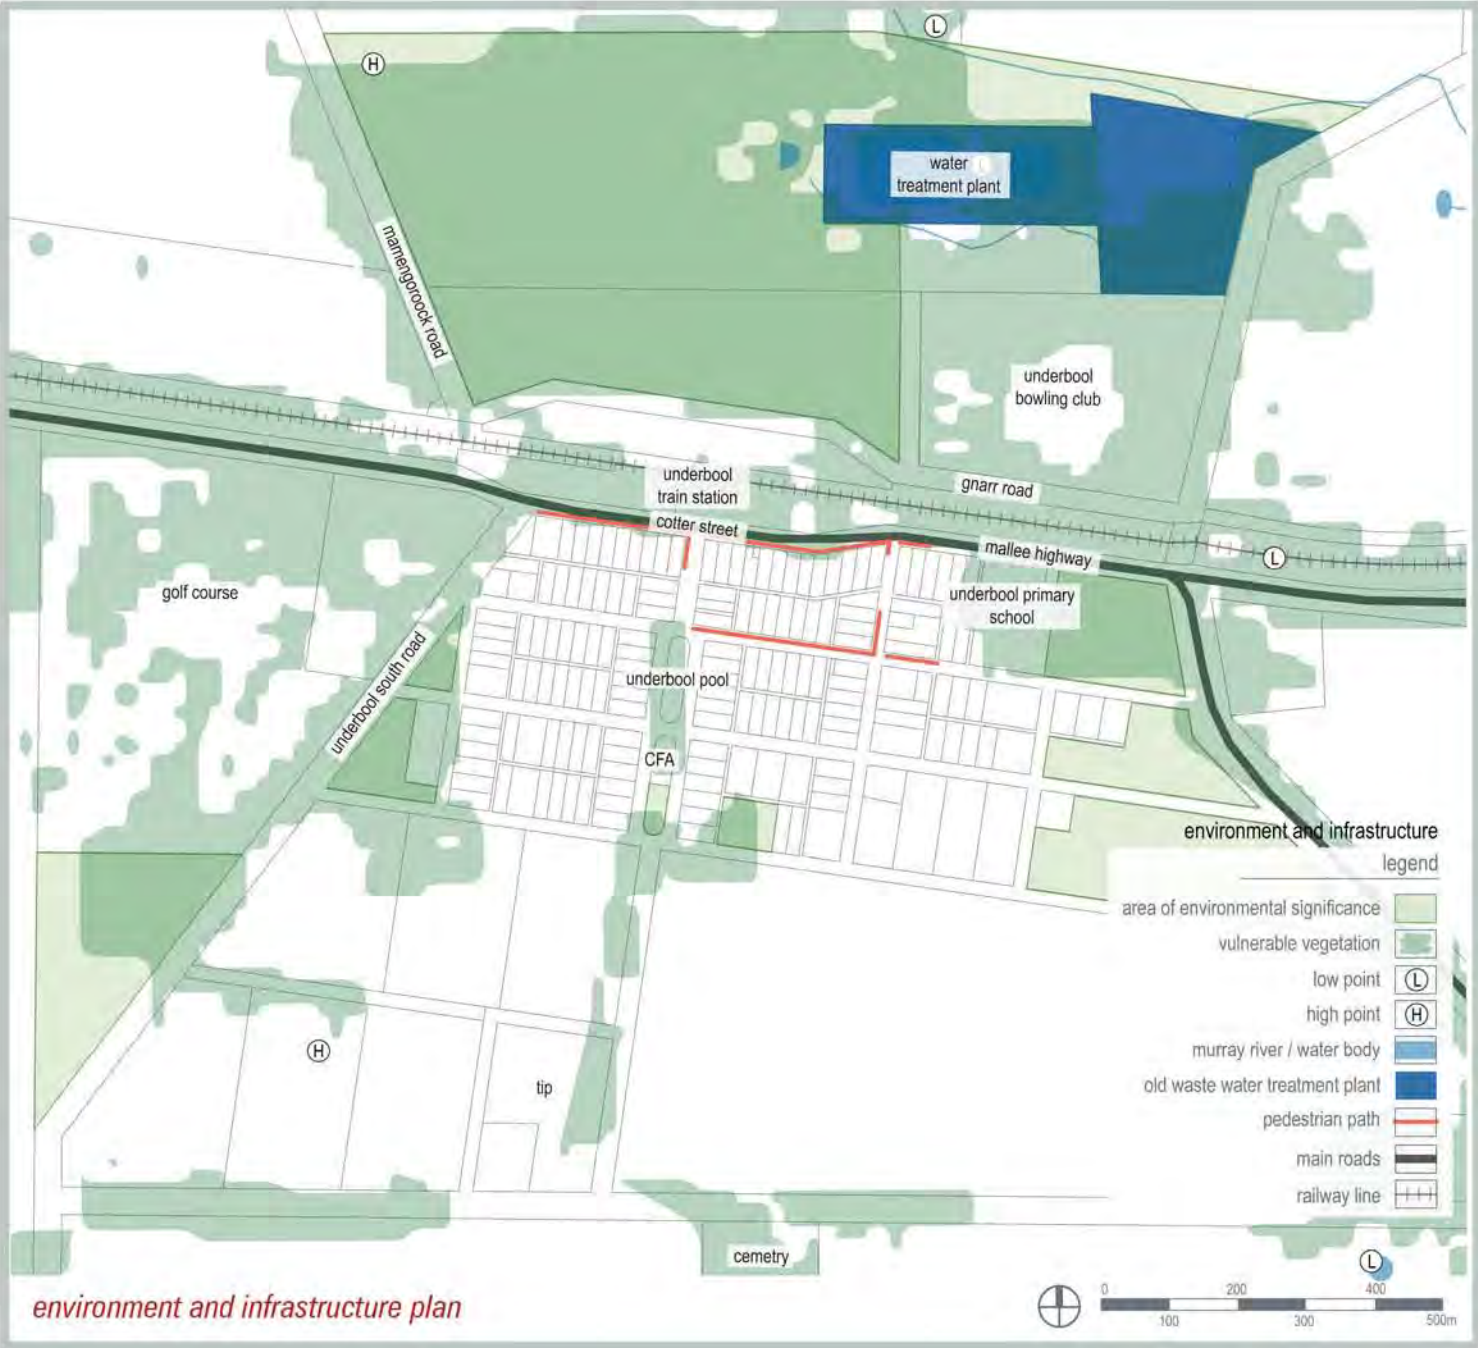 L
H
water
treatment plant
mamengoroock road
underbool
bowling club
underbool
train station
gnarr road
cotter street
mallee highway
L
golf course
underbool primary
school
underbool south road
underbool pool
CFA
environment and infrastructure
legend
area of environmental significance
vulnerable vegetation
low point L
high point H
murray river / water body
old waste water treatment plant
pedestrian path
main roads
railway line
H
tip
cemetry
L
environment and infrastructure plan
0 200 400
100 300 500m